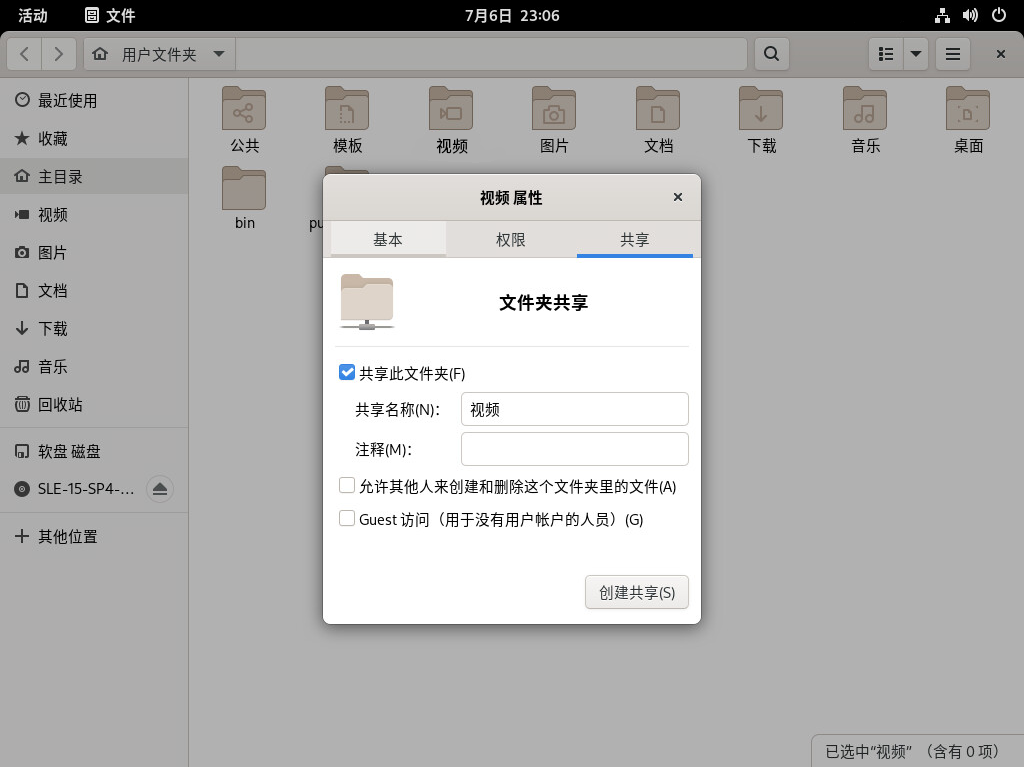 活动 文件 7月6日 23:06
用户文件夹
最近使用
收藏
主目录
视频
图片
文档
下载
音乐
回收站
软盘 磁盘
SLE-15-SP4-...
其他位置
公共 模板 视频 图片 文档 下载 音乐 桌面
bin
视频 属性
基本 权限 共享
文件夹共享
共享此文件夹(F)
共享名称(N)： 视频
注释(M)：
允许其他人来创建和删除这个文件夹里的文件(A)
Guest 访问（用于没有用户帐户的人员）(G)
创建共享(S)
已选中“视频” （含有 0 项）